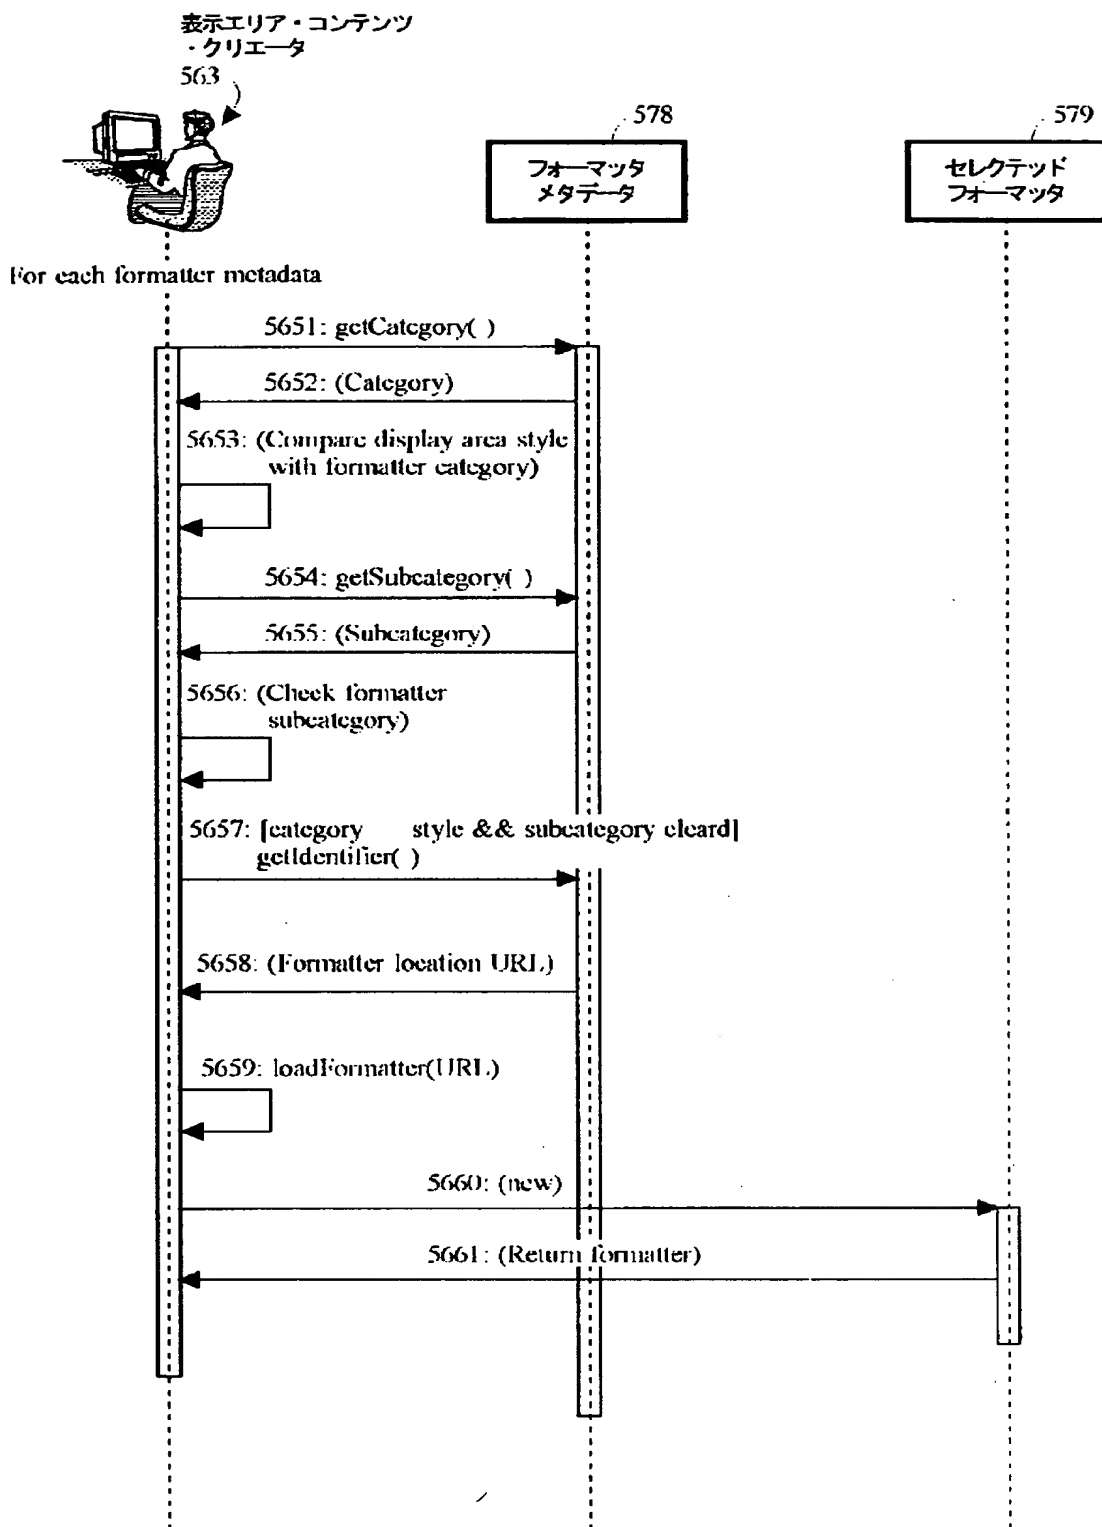 表示エリア・コンテンツ
・クリエータ
563
578
579
フォーマッタ
メタデータ
セレクテッド
フォーマッタ
For each formatter metadata
5651: getCategory( )
5652: (Category)
5653: (Compare display area style
with formatter category)
5654: getSubcategory( )
5655: (Subcategory)
5656: (Check formatter
subcategory)
5657: [category style && subcategory cleard]
getIdentifier( )
5658: (Formatter location URL)
5659: loadFormatter(URL)
5660: (new)
5661: (Return formatter)